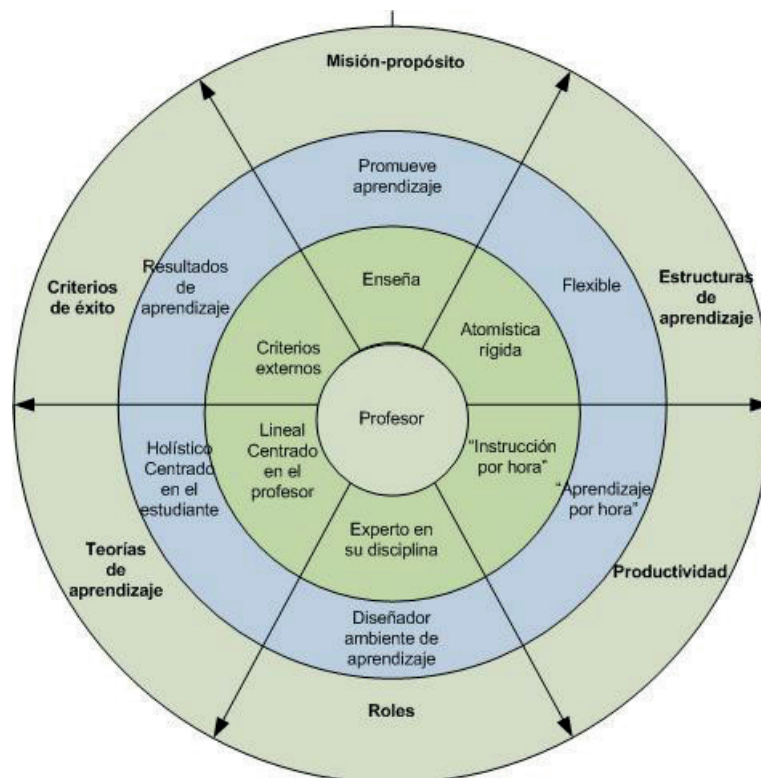 Misión-propósito
Promueve
aprendizaje
Enseña
Estructuras
de
aprendizaje
Flexible
Atomística
rígida
Productividad
“Aprendizaje
por hora”
“Instrucción
por hora”
Roles
Diseñador
ambiente de
aprendizaje
Experto en
su disciplina
Teorías
de
aprendizaje
Holístico
Centrado
en el
estudiante
Lineal
Centrado
en el
profesor
Criterios
de éxito
Resultados
de
aprendizaje
Criterios
externos
Profesor